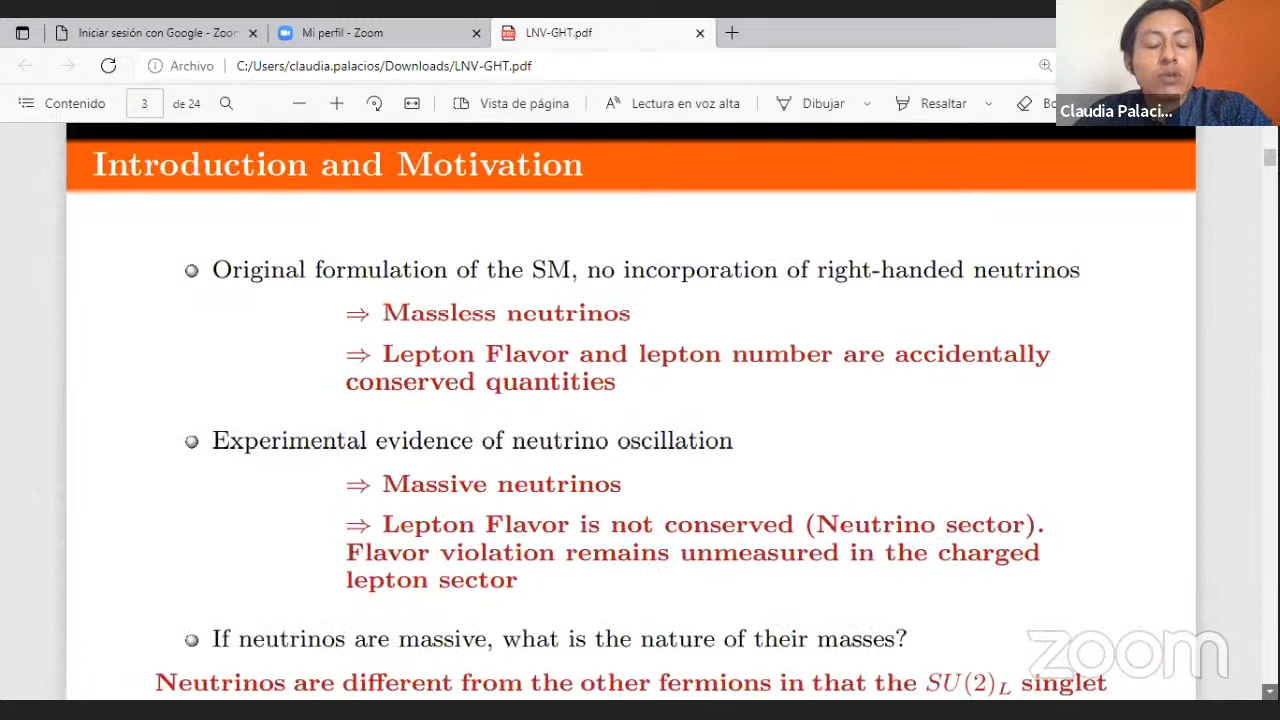 Iniciar sesión con Google - Zoom
Mi perfil - Zoom
LNV-GHT.pdf
Archivo
C:/Users/claudia.palacios/Downloads/LNV-GHT.pdf
Contenido
3
de 24
Vista de página
Lectura en voz alta
Dibujar
Resaltar
Claudia Palaci...
Introduction and Motivation
Original formulation of the SM, no incorporation of right-handed neutrinos
⇒ Massless neutrinos
⇒ Lepton Flavor and lepton number are accidentally
conserved quantities
Experimental evidence of neutrino oscillation
⇒ Massive neutrinos
⇒ Lepton Flavor is not conserved (Neutrino sector).
Flavor violation remains unmeasured in the charged
lepton sector
If neutrinos are massive, what is the nature of their masses?
zoom
Neutrinos are different from the other fermions in that the SU(2)_L singlet